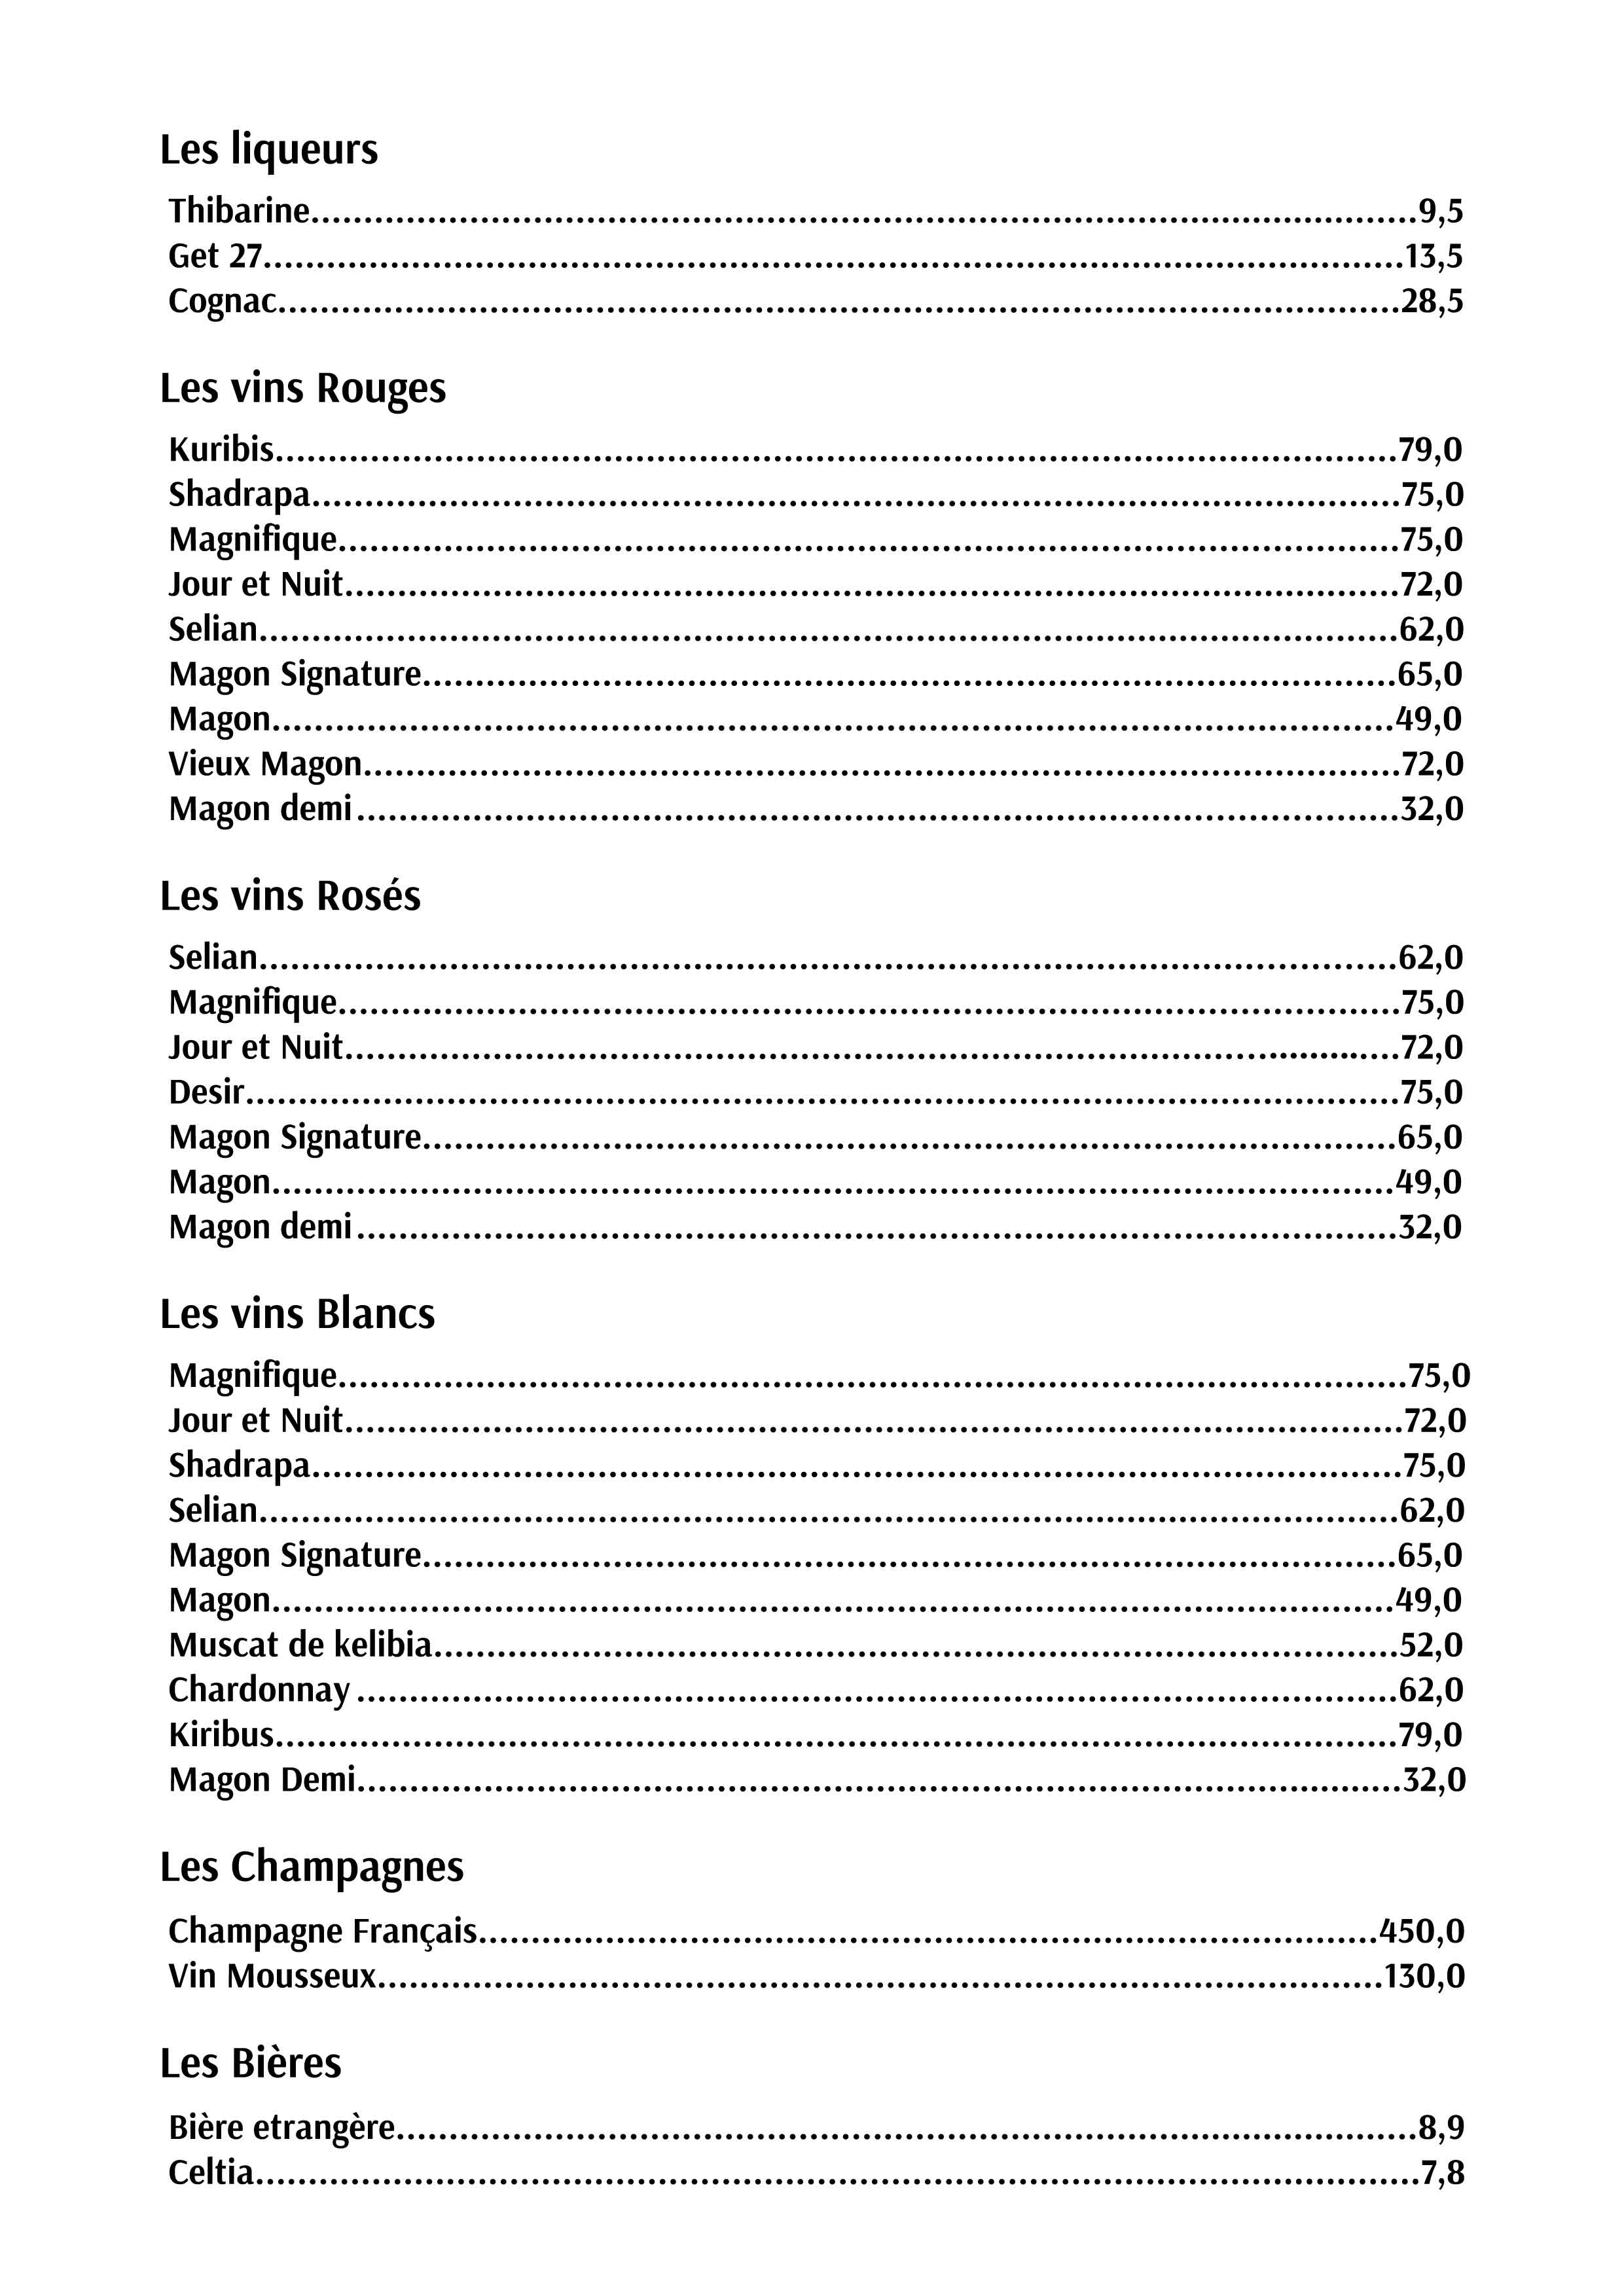 Les liqueurs
Thibarine..........9,5
Get 27..........13,5
Cognac..........28,5
Les vins Rouges
Kuribis..........79,0
Shadrapa..........75,0
Magnifique..........75,0
Jour et Nuit..........72,0
Selian..........62,0
Magon Signature..........65,0
Magon..........49,0
Vieux Magon..........72,0
Magon demi..........32,0
Les vins Rosés
Selian..........62,0
Magnifique..........75,0
Jour et Nuit..........72,0
Desir..........75,0
Magon Signature..........65,0
Magon..........49,0
Magon demi..........32,0
Les vins Blancs
Magnifique..........75,0
Jour et Nuit..........72,0
Shadrapa..........75,0
Selian..........62,0
Magon Signature..........65,0
Magon..........49,0
Muscat de kelibia..........52,0
Chardonnay..........62,0
Kiribus..........79,0
Magon Demi..........32,0
Les Champagnes
Champagne Français..........450,0
Vin Mousseux..........130,0
Les Bières
Bière etrangère..........8,9
Celtia..........7,8